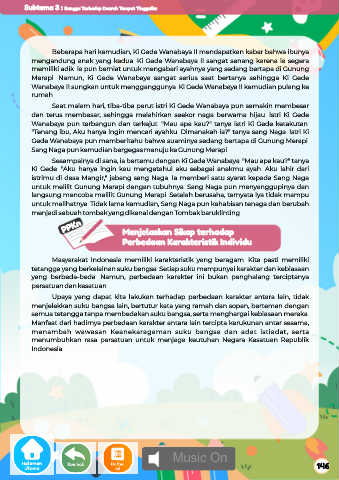 Subtema 3 : Bangga Terhadap Daerah Tempat Tinggalku
Beberapa hari kemudian, Ki Gede Wanabaya II mendapatkan kabar bahwa ibunya
mengandung anak yang kedua. Ki Gede Wanabaya II sangat senang karena ia segera
memiliki adik. Ia pun berniat untuk mengabari ayahnya yang sedang bertapa di Gunung
Merapi. Namun, Ki Gede Wanabaya sangat serius saat bertanya sehingga Ki Gede
Wanabaya II sungkan untuk mengganggunya. Ki Gede Wanabaya II kemudian pulang ke
rumah.
Saat malam hari, tiba-tiba perut istri Ki Gede Wanabaya pun semakin membesar
dan terus membesar, sehingga melahirkan seekor naga berwarna hijau. Istri Ki Gede
Wanabaya pun terbangun dan terkejut. "Mau apa kau?" tanya istri Ki Gede ketakutan.
"Tenang ibu, Aku hanya ingin mencari ayahku. Dimanakah ia?" tanya sang Naga. Istri Ki
Gede Wanabaya pun memberitahu bahwa suaminya sedang bertapa di Gunung Merapi.
Sang Naga pun kemudian bergegas menuju ke Gunung Merapi.
Sesampainya di sana, ia bertemu dengan Ki Gede Wanabaya. "Mau apa kau?" tanya
Ki Gede. "Aku hanya ingin kau mengetahui aku sebagai anakmu ayah. Aku lahir dari
istrimu di desa Mangir," jabang sang Naga. Ia memberi satu syarat kepada Sang Naga
untuk melilit Gunung Merapi dengan tubuhnya. Sang Naga pun menyanggupinya dan
langsung mencoba melilit Gunung Merapi. Setelah berusaha, ternyata iya tidak mampu
untuk melihatnya. Tidak lama kemudian, Sang Naga pun kehabisan tenaga dan berubah
menjadi sebuah tombak yang dikenal dengan Tombak baruklinting.
PPKn
Menjelaskan Sikap terhadap
Perbedaan Karakteristik Individu
Masyarakat Indonesia memiliki karakteristik yang beragam. Kita pasti memiliki
tetangga yang berkelainan suku bangsa. Setiap suku mempunyai karakter dan kebiasaan
yang berbeda-beda. Namun, perbedaan karakter ini bukan penghalang terciptanya
persatuan dan kesatuan.
Upaya yang dapat kita lakukan terhadap perbedaan karakter antara lain, tidak
menjelekkan suku bangsa lain, bertutur kata yang ramah dan sopan, berteman dengan
semua tetangga tanpa membedakan suku bangsa, serta menghargai kebiasaan mereka.
Manfaat dari hadirnya perbedaan karakter antara lain tercipta kerukunan antar sesama,
menambah wawasan Keanekaragaman suku bangsa dan adat istiadat, serta
menumbuhkan rasa persatuan untuk menjaga keutuhan Negara Kesatuan Republik
Indonesia.
Halaman
Utama
Kembali
Music On
146